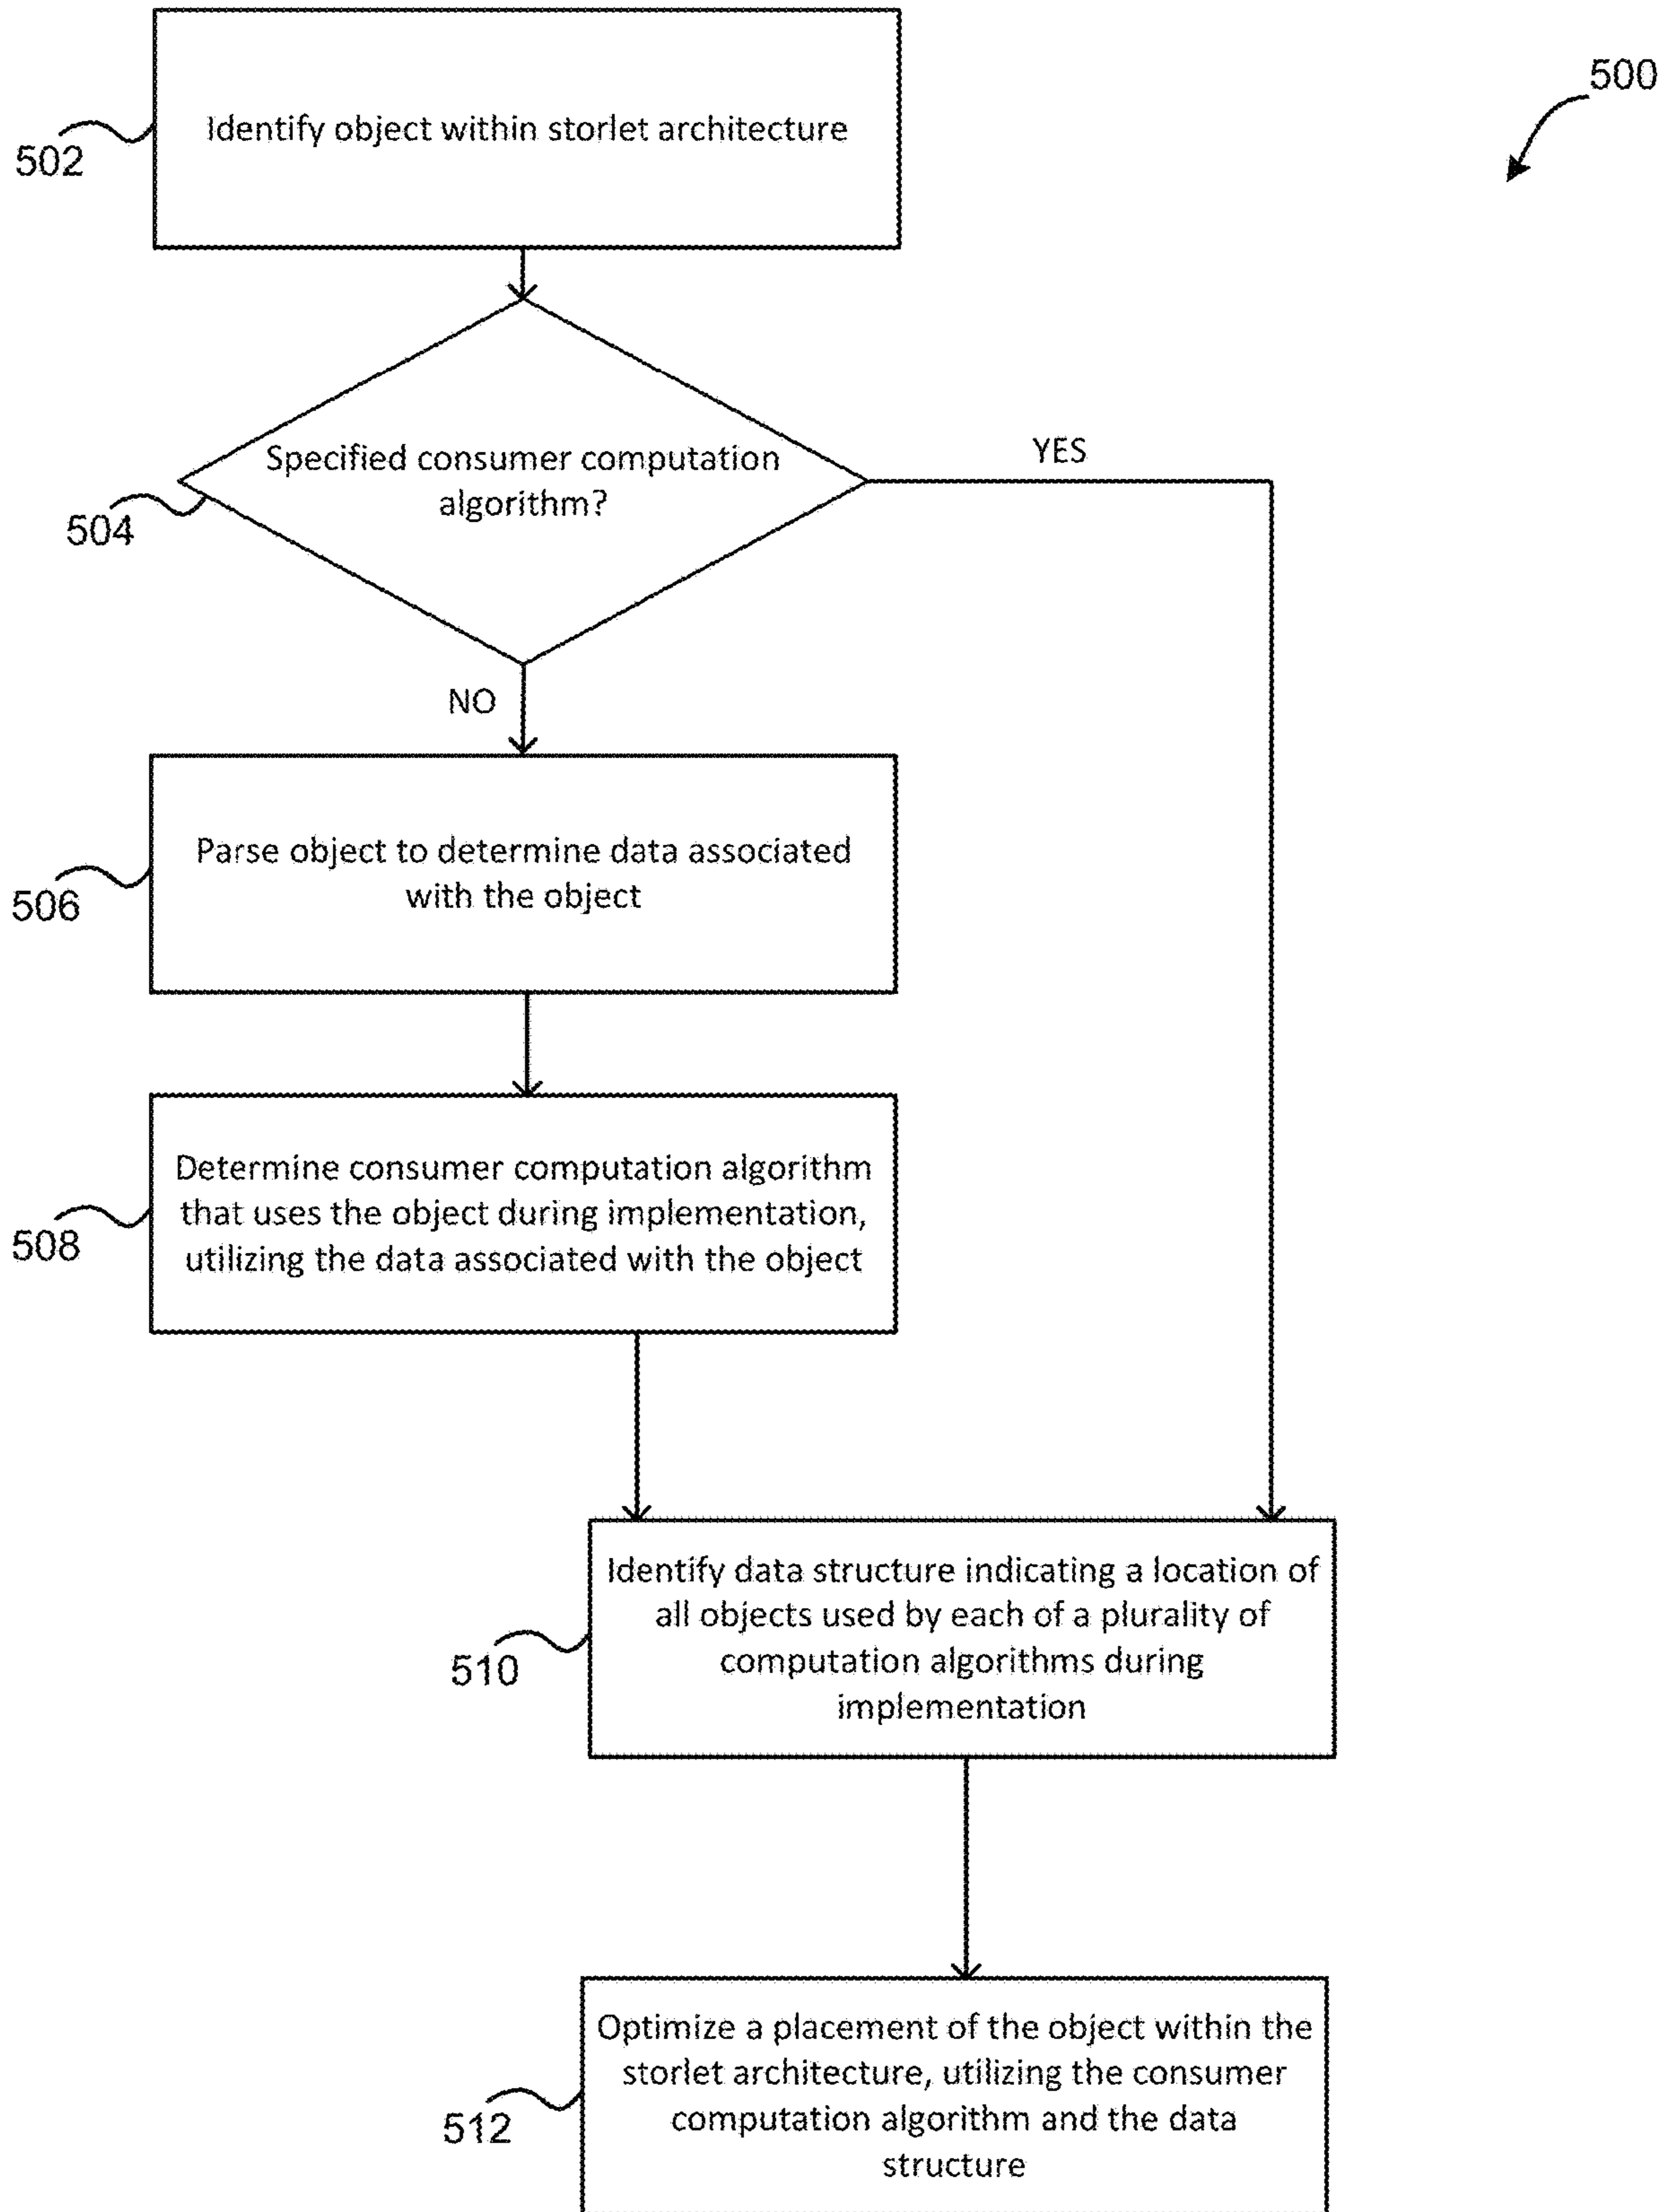 500
Identify object within storlet architecture
502
Specified consumer computation
algorithm?
YES
504
NO
Parse object to determine data associated
with the object
506
Determine consumer computation algorithm
that uses the object during implementation,
utilizing the data associated with the object
508
Identify data structure indicating a location of
all objects used by each of a plurality of
computation algorithms during
implementation
510
Optimize a placement of the object within the
storlet architecture, utilizing the consumer
computation algorithm and the data
structure
512